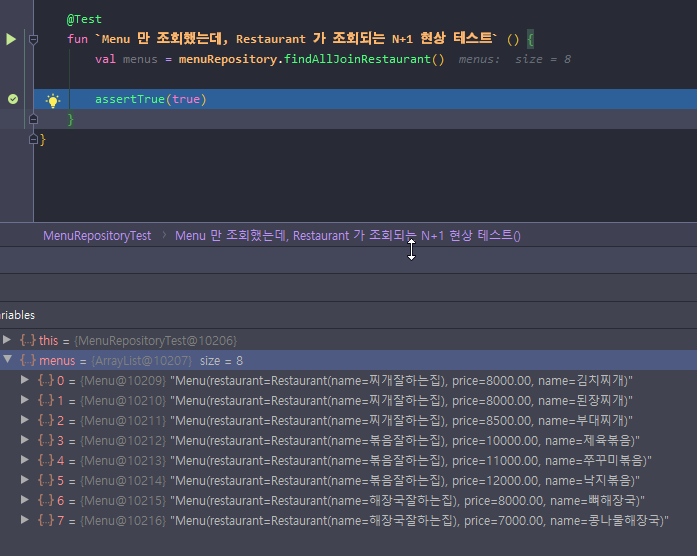 @Test
fun `Menu 만 조회했는데, Restaurant 가 조회되는 N+1 현상 테스트` () {
val menus = menuRepository.findAllJoinRestaurant() menus: size = 8
assertTrue(true)
}
}
MenuRepositoryTest › Menu 만 조회했는데, Restaurant 가 조회되는 N+1 현상 테스트()
ariables
{..} this = {MenuRepositoryTest@10206}
{..} menus = {ArrayList@10207} size = 8
{..} 0 = {Menu@10209} "Menu(restaurant=Restaurant(name=찌개잘하는집), price=8000.00, name=김치찌개)"
{..} 1 = {Menu@10210} "Menu(restaurant=Restaurant(name=찌개잘하는집), price=8000.00, name=된장찌개)"
{..} 2 = {Menu@10211} "Menu(restaurant=Restaurant(name=찌개잘하는집), price=8500.00, name=부대찌개)"
{..} 3 = {Menu@10212} "Menu(restaurant=Restaurant(name=볶음잘하는집), price=10000.00, name=제육볶음)"
{..} 4 = {Menu@10213} "Menu(restaurant=Restaurant(name=볶음잘하는집), price=11000.00, name=쭈꾸미볶음)"
{..} 5 = {Menu@10214} "Menu(restaurant=Restaurant(name=볶음잘하는집), price=12000.00, name=낙지볶음)"
{..} 6 = {Menu@10215} "Menu(restaurant=Restaurant(name=해장국잘하는집), price=8000.00, name=뼈해장국)"
{..} 7 = {Menu@10216} "Menu(restaurant=Restaurant(name=해장국잘하는집), price=7000.00, name=콩나물해장국)"